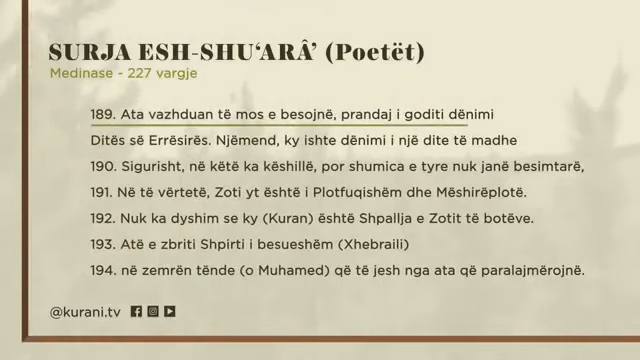 SURJA ESH-SHU‘ARÂ’ (Poetët)
Medinase - 227 vargje
189. Ata vazhduan të mos e besojnë, prandaj i goditi dënimi
Ditës së Errësirës. Njëmend, ky ishte dënimi i një dite të madhe
190. Sigurisht, në këtë ka këshillë, por shumica e tyre nuk janë besimtarë,
191. Në të vërtetë, Zoti yt është i Plotfuqishëm dhe Mëshirëplotë.
192. Nuk ka dyshim se ky (Kuran) është Shpallja e Zotit të botëve.
193. Atë e zbriti Shpirti i besueshëm (Xhebraili)
194. në zemrën tënde (o Muhamed) që të jesh nga ata që paralajmërojnë.
@kurani.tv